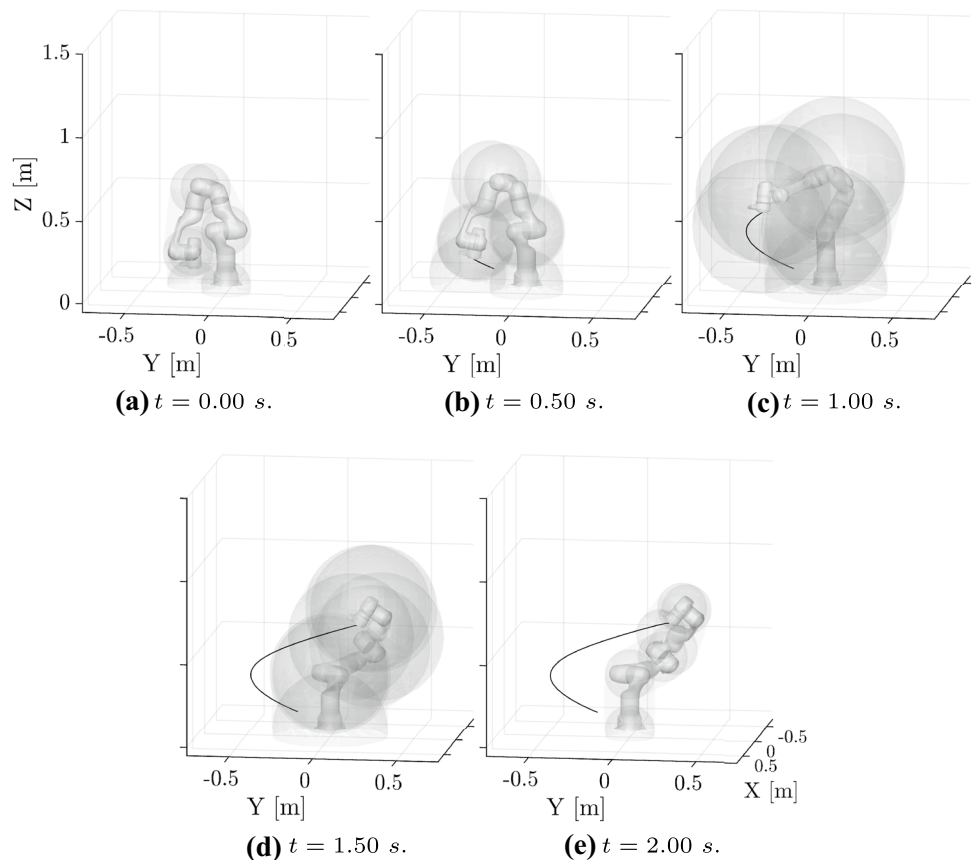 1.5
1
0.5
0
Z [m]
-0.5 0 0.5
Y [m]
(a) t = 0.00 s.
-0.5 0 0.5
Y [m]
(b) t = 0.50 s.
-0.5 0 0.5
Y [m]
(c) t = 1.00 s.
-0.5 0 0.5
Y [m]
(d) t = 1.50 s.
-0.5 0 0.5
Y [m]
-0.5
0
0.5
X [m]
(e) t = 2.00 s.